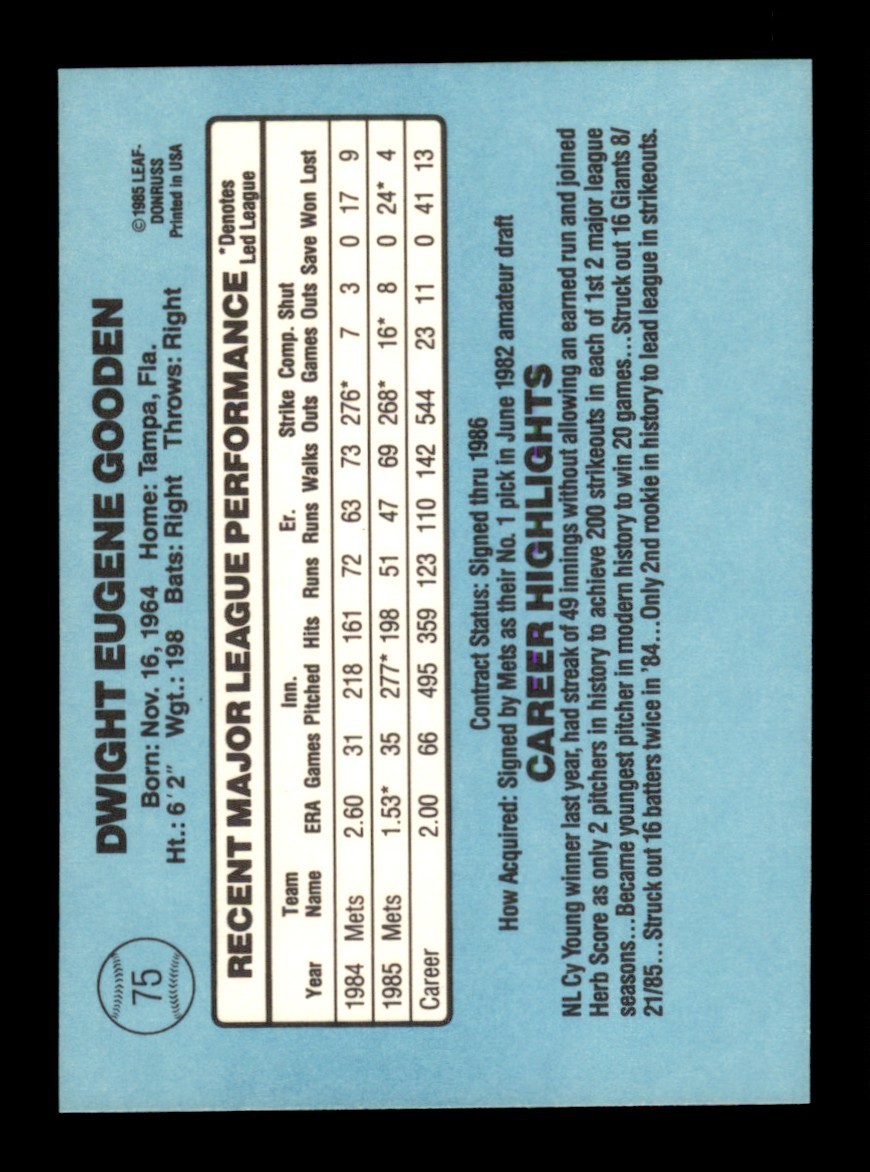 75
DWIGHT EUGENE GOODEN
©1985 LEAF-
DONRUSS
Printed in USA
Born: Nov. 16, 1964 Home: Tampa, Fla.
Ht.: 6'2" Wgt.: 198 Bats: Right Throws: Right
RECENT MAJOR LEAGUE PERFORMANCE
*Denotes
Led League
Team Inn. Er. Strike Comp. Shut
Year Name ERA Games Pitched Hits Runs Runs Walks Outs Games Outs Save Won Lost
1984 Mets 2.60 31 218 161 72 63 73 276* 7 3 0 17 9
1985 Mets 1.53* 35 277* 198 51 47 69 268* 16* 8 0 24* 4
Career 2.00 66 495 359 123 110 142 544 23 11 0 41 13
Contract Status: Signed thru 1986
How Acquired: Signed by Mets as their No. 1 pick in June 1982 amateur draft
CAREER HIGHLIGHTS
NL Cy Young winner last year, had streak of 49 innings without allowing an earned run and joined
Herb Score as only 2 pitchers in history to achieve 200 strikeouts in each of 1st 2 major league
seasons...Became youngest pitcher in modern history to win 20 games...Struck out 16 Giants 8/
21/85...Struck out 16 batters twice in '84...Only 2nd rookie in history to lead league in strikeouts.